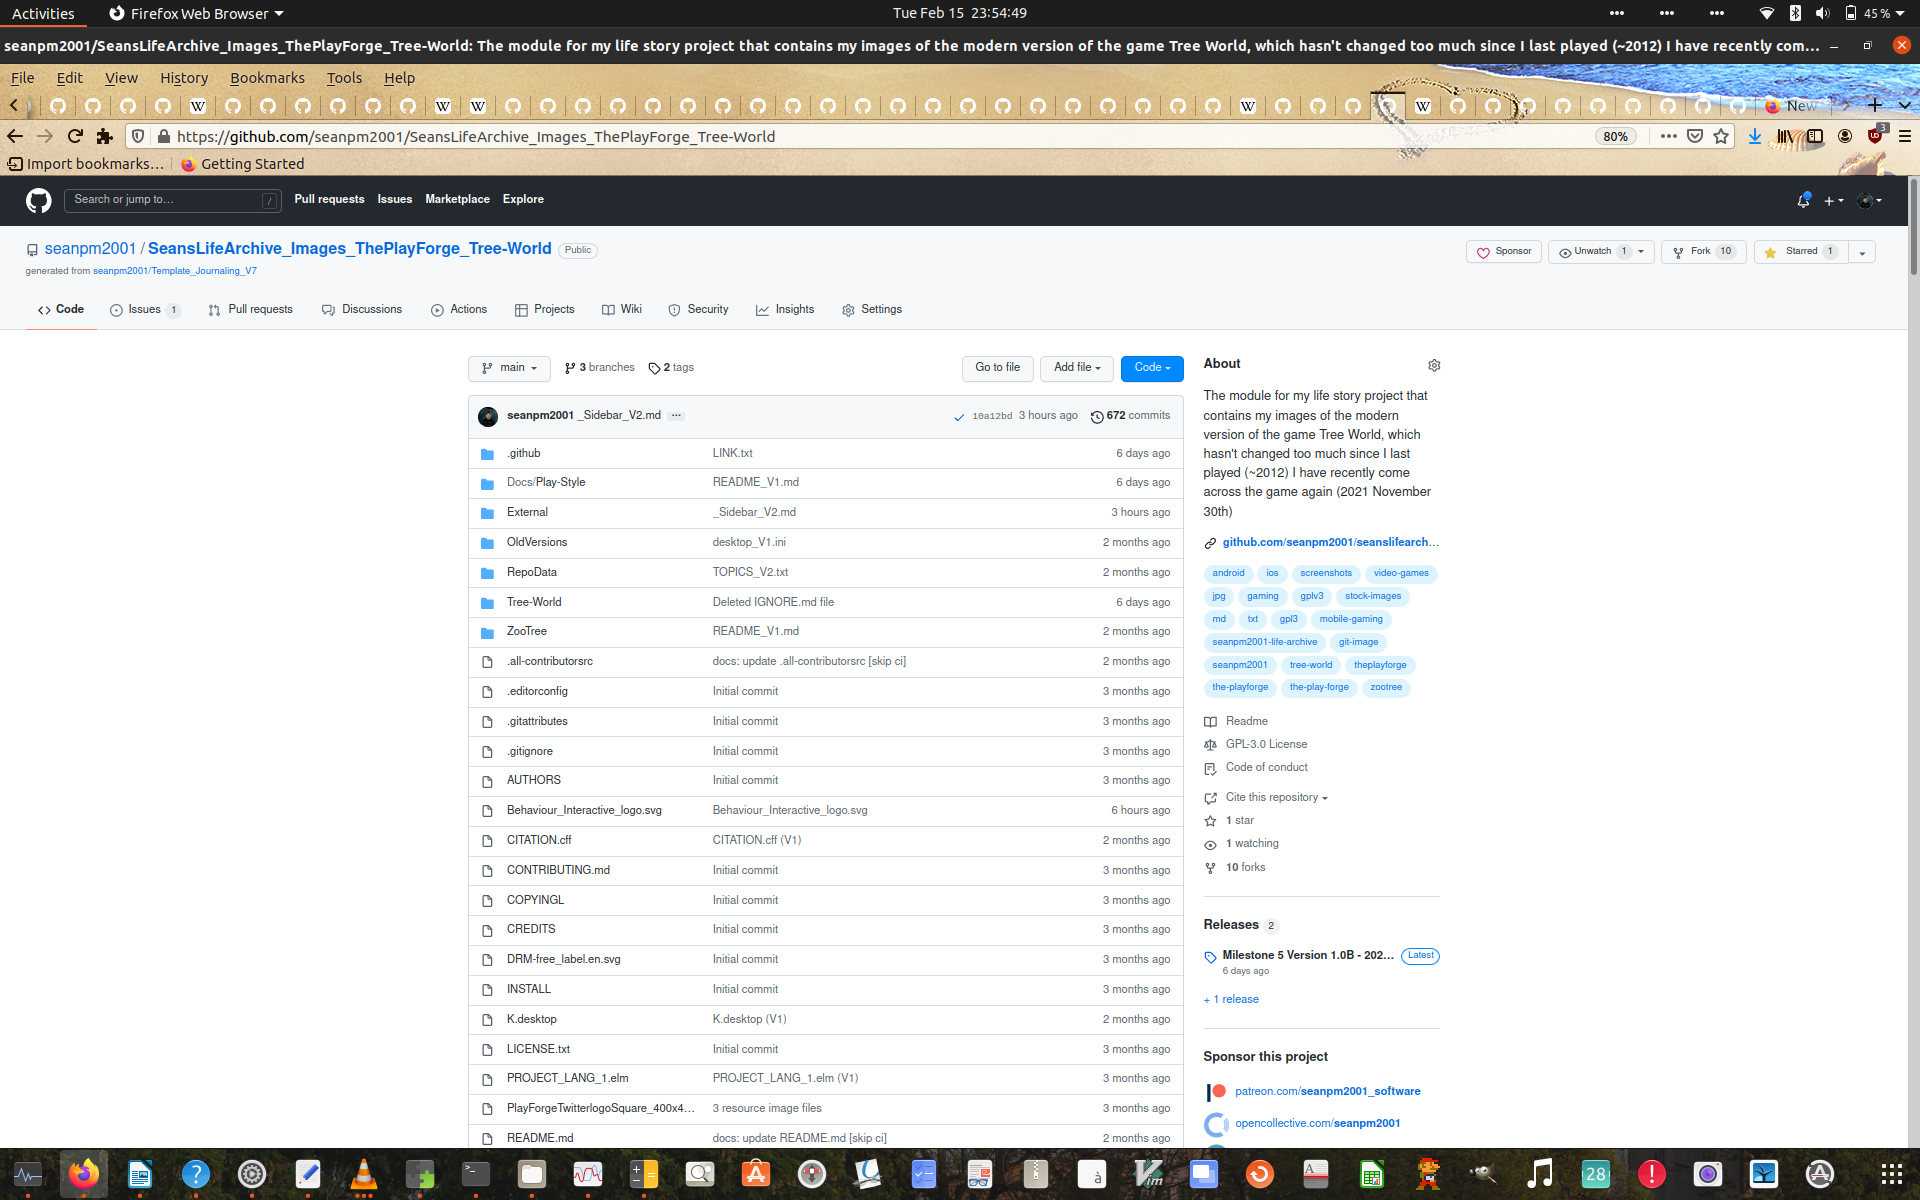 Activities Firefox Web Browser Tue Feb 15 23:54:49 45 %
seanpm2001/SeansLifeArchive_Images_ThePlayForge_Tree-World: The module for my life story project that contains my images of the modern version of the game Tree World, which hasn't changed too much since I last played (~2012) I have recently com…
File Edit View History Bookmarks Tools Help
W W W W W New
https://github.com/seanpm2001/SeansLifeArchive_Images_ThePlayForge_Tree-World 80% 3
Import bookmarks… Getting Started
Search or jump to… / Pull requests Issues Marketplace Explore
seanpm2001 / SeansLifeArchive_Images_ThePlayForge_Tree-World Public
Sponsor Unwatch 1 Fork 10 Starred 1
generated from seanpm2001/Template_Journaling_V7
Code Issues 1 Pull requests Discussions Actions Projects Wiki Security Insights Settings
main 3 branches 2 tags Go to file Add file Code
seanpm2001 _Sidebar_V2.md ... 10a12bd 3 hours ago 672 commits
.github LINK.txt 6 days ago
Docs/Play-Style README_V1.md 6 days ago
External _Sidebar_V2.md 3 hours ago
OldVersions desktop_V1.ini 2 months ago
RepoData TOPICS_V2.txt 2 months ago
Tree-World Deleted IGNORE.md file 6 days ago
ZooTree README_V1.md 2 months ago
.all-contributorsrc docs: update .all-contributorsrc [skip ci] 2 months ago
.editorconfig Initial commit 3 months ago
.gitattributes Initial commit 3 months ago
.gitignore Initial commit 3 months ago
AUTHORS Initial commit 3 months ago
Behaviour_Interactive_logo.svg Behaviour_Interactive_logo.svg 6 hours ago
CITATION.cff CITATION.cff (V1) 2 months ago
CONTRIBUTING.md Initial commit 3 months ago
COPYINGL Initial commit 3 months ago
CREDITS Initial commit 3 months ago
DRM-free_label.en.svg Initial commit 3 months ago
INSTALL Initial commit 3 months ago
K.desktop K.desktop (V1) 2 months ago
LICENSE.txt Initial commit 3 months ago
PROJECT_LANG_1.elm PROJECT_LANG_1.elm (V1) 3 months ago
PlayForgeTwitterlogoSquare_400x4… 3 resource image files 3 months ago
README.md docs: update README.md [skip ci] 2 months ago
About
The module for my life story project that
contains my images of the modern
version of the game Tree World, which
hasn't changed too much since I last
played (~2012) I have recently come
across the game again (2021 November
30th)
github.com/seanpm2001/seanslifearch…
android ios screenshots video-games
jpg gaming gplv3 stock-images
md txt gpl3 mobile-gaming
seanpm2001-life-archive git-image
seanpm2001 tree-world theplayforge
the-playforge the-play-forge zootree
Readme
GPL-3.0 License
Code of conduct
Cite this repository
1 star
1 watching
10 forks
Releases 2
Milestone 5 Version 1.0B - 202… Latest
6 days ago
+ 1 release
Sponsor this project
patreon.com/seanpm2001_software
opencollective.com/seanpm2001
28